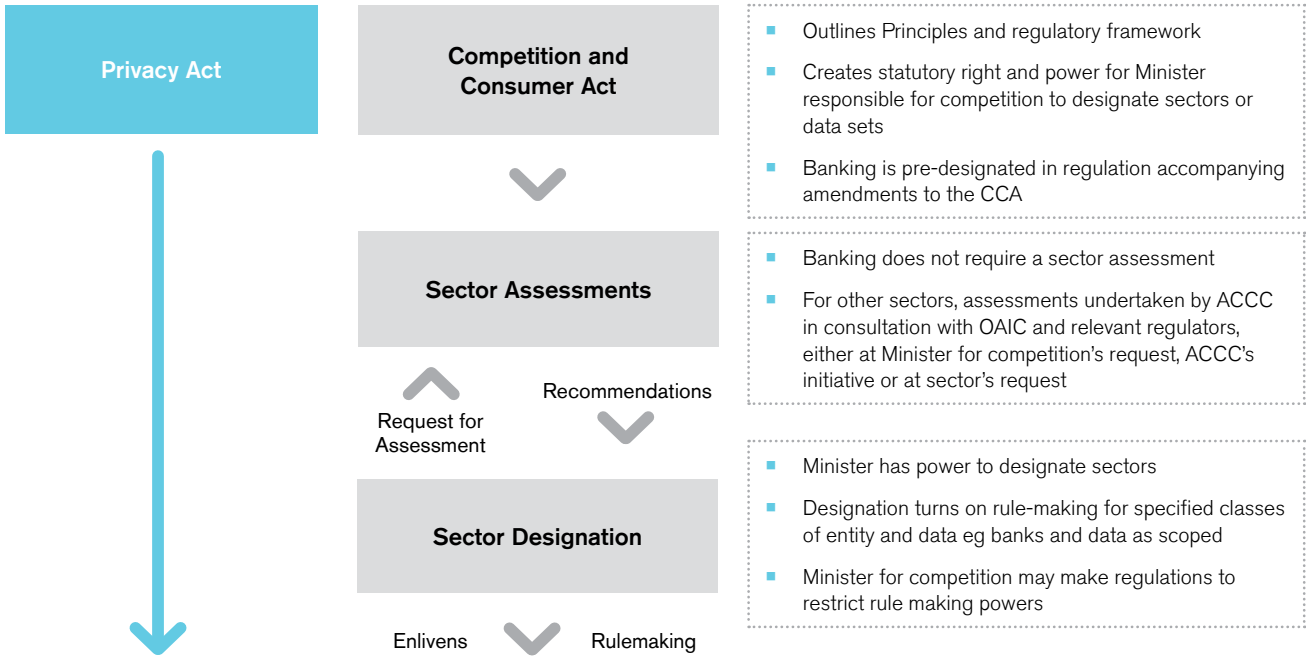 Privacy Act
Competition and
Consumer Act
■ Outlines Principles and regulatory framework
■ Creates statutory right and power for Minister
responsible for competition to designate sectors or
data sets
■ Banking is pre-designated in regulation accompanying
amendments to the CCA
Sector Assessments
■ Banking does not require a sector assessment
■ For other sectors, assessments undertaken by ACCC
in consultation with OAIC and relevant regulators,
either at Minister for competition's request, ACCC's
initiative or at sector's request
Request for
Assessment
Recommendations
Sector Designation
■ Minister has power to designate sectors
■ Designation turns on rule-making for specified classes
of entity and data eg banks and data as scoped
■ Minister for competition may make regulations to
restrict rule making powers
Enlivens
Rulemaking